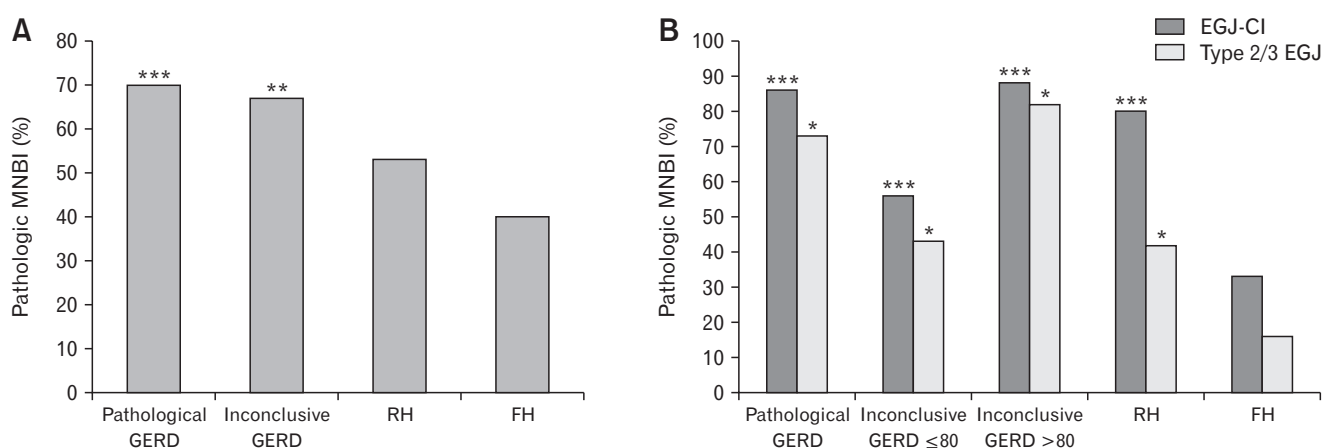 A
Pathologic MNBI (%)
80
70
60
50
40
30
20
10
0
***
**
Pathological
GERD
Inconclusive
GERD
RH
FH
B
EGJ-CI
Type 2/3 EGJ
Pathologic MNBI (%)
100
90
80
70
60
50
40
30
20
10
0
***
*
***
*
***
*
***
*
Pathological
GERD
Inconclusive
GERD ≤80
Inconclusive
GERD >80
RH
FH